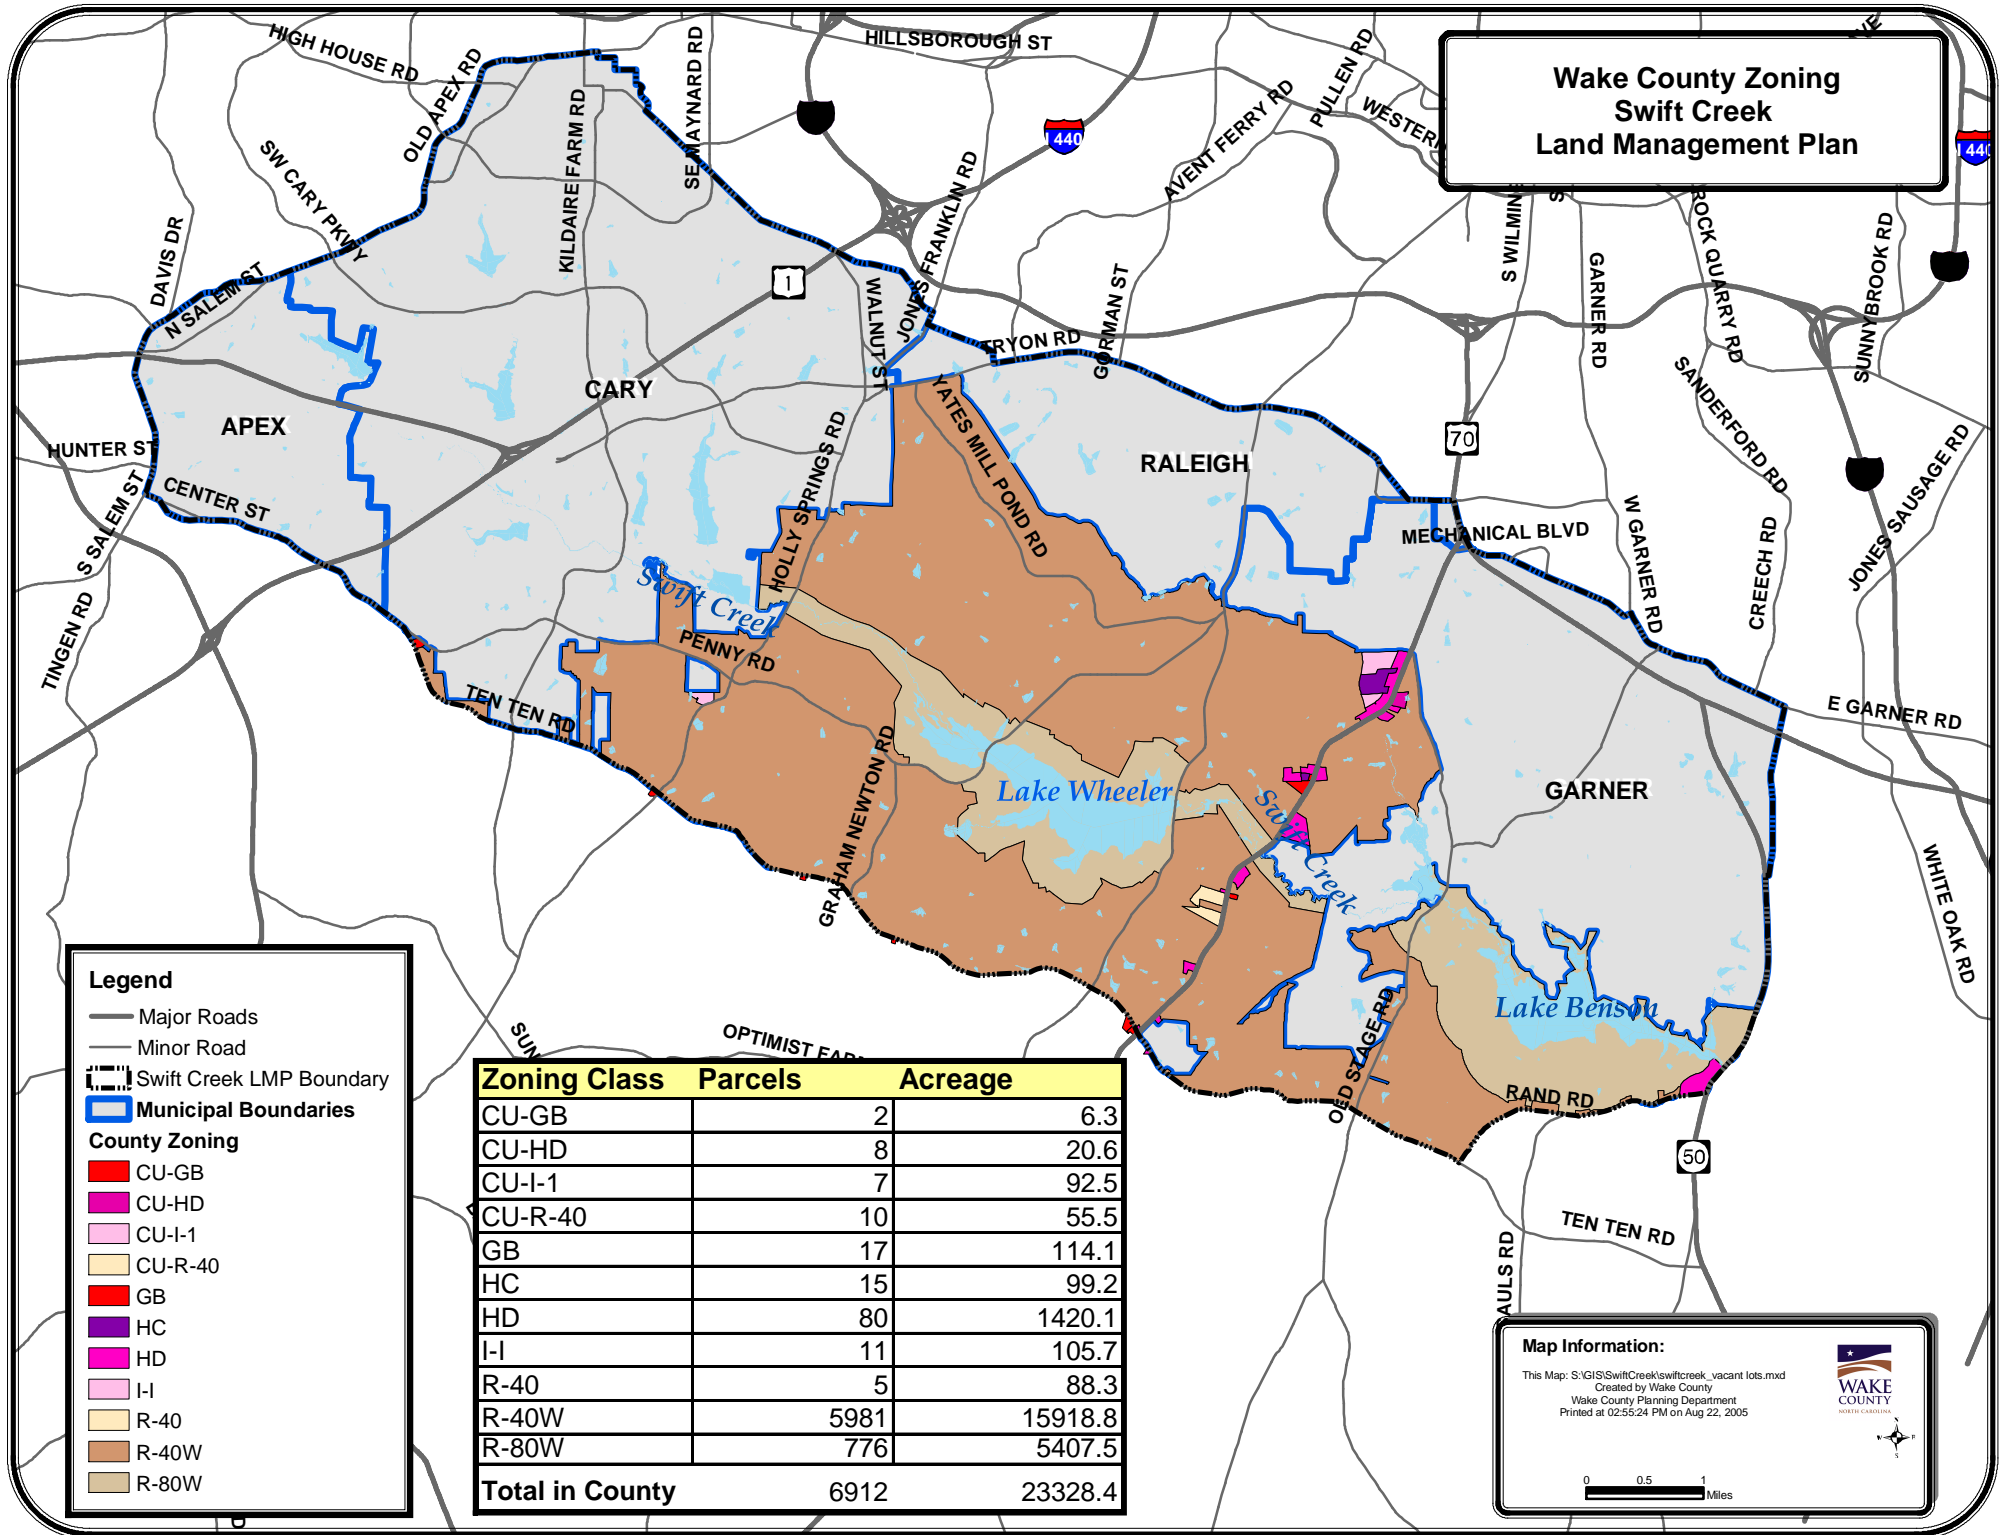 Wake County Zoning
Swift Creek
Land Management Plan
HIGH HOUSE RD
OLD APEX RD
SE MAYNARD RD
HILLSBOROUGH ST
PULLEN RD
WESTERN
AVENT FERRY RD
440
440
SW CARY PKWY
KILDAIRE FARM RD
JONES FRANKLIN RD
DAVIS DR
N SALEM ST
1
WALNUT ST
TRYON RD
GORMAN ST
S WILMIN
GARNER RD
ROCK QUARY RD
SUNNYBROOK RD
SANDERFORD RD
CARY
APEX
HUNTER ST
CENTER ST
S SALEM ST
TINGEN RD
HOLLY SPRINGS RD
YATES MILL POND RD
RALEIGH
70
MECHANICAL BLVD
W GARNER RD
CREECH RD
JONES SAUSAGE RD
Swift Creek
PENNY RD
TEN TEN RD
GRAHAM NEWTON RD
Lake Wheeler
Swift Creek
GARNER
E GARNER RD
WHITE OAK RD
Lake Benson
OLD STAGE RD
RAND RD
50
TEN TEN RD
AULS RD
OPTIMIST FAR
SUN
Legend
Major Roads
Minor Road
Swift Creek LMP Boundary
Municipal Boundaries
County Zoning
CU-GB
CU-HD
CU-I-1
CU-R-40
GB
HC
HD
I-I
R-40
R-40W
R-80W
Zoning Class Parcels Acreage
CU-GB 2 6.3
CU-HD 8 20.6
CU-I-1 7 92.5
CU-R-40 10 55.5
GB 17 114.1
HC 15 99.2
HD 80 1420.1
I-I 11 105.7
R-40 5 88.3
R-40W 5981 15918.8
R-80W 776 5407.5
Total in County 6912 23328.4
Map Information:
This Map: S:\GIS\SwiftCreek\swiftcreek_vacant lots.mxd
Created by Wake County
Wake County Planning Department
Printed at 02:55:24 PM on Aug 22, 2005
WAKE
COUNTY
NORTH CAROLINA
N
W
S
0 0.5 1
Miles